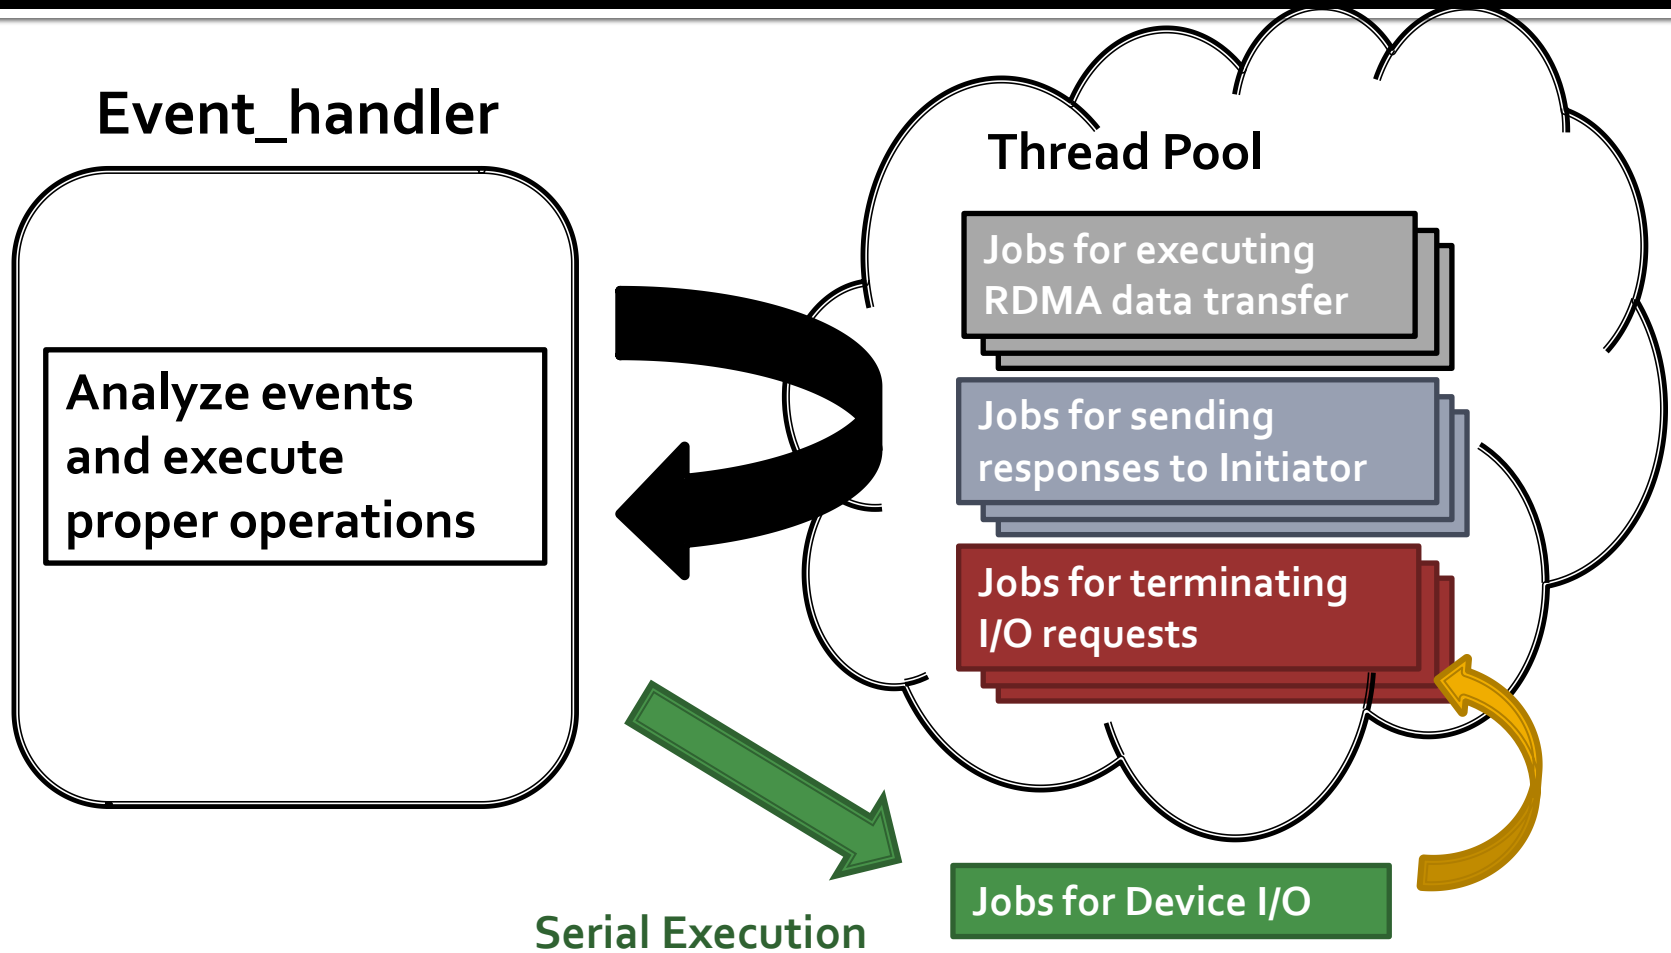 Event_handler
Analyze events
and execute
proper operations
Thread Pool
Jobs for executing
RDMA data transfer
Jobs for sending
responses to Initiator
Jobs for terminating
I/O requests
Jobs for Device I/O
Serial Execution